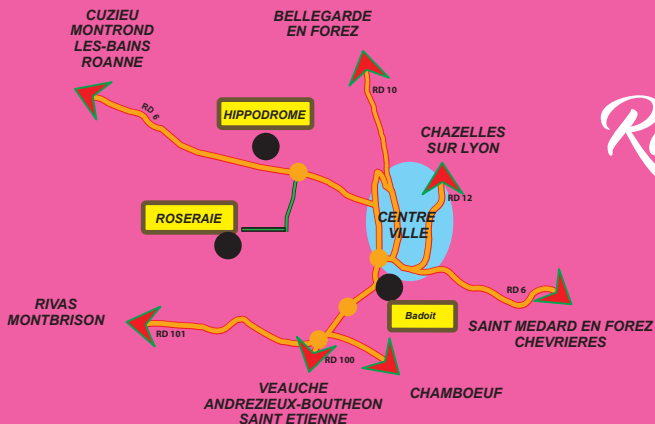 CUZIEU
MONTROND
LES-BAINS
ROANNE
BELLEGARDE
EN FOREZ
RD 6
RD 10
HIPPODROME
CHAZELLES
SUR LYON
RD 12
ROSERAIE
CENTRE
VILLE
RD 6
RIVAS
MONTBRISON
RD 101
Badoit
SAINT MEDARD EN FOREZ
CHEVRIERES
RD 100
VEAUCHE
ANDREZIEUX-BOUTHEON
SAINT ETIENNE
CHAMBOEUF